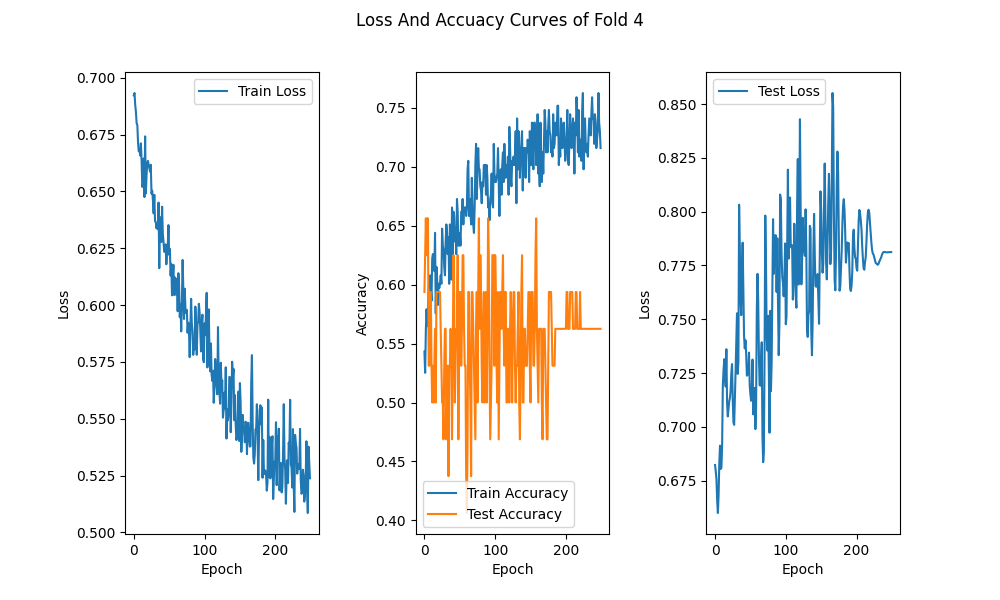 Loss And Accuacy Curves of Fold 4
0.700
0.675
0.650
0.625
0.600
0.575
0.550
0.525
0.500
Loss
0 100 200
Epoch
Train Loss
0.75
0.70
0.65
0.60
0.55
0.50
0.45
0.40
Accuracy
0 100 200
Epoch
Train Accuracy
Test Accuracy
0.850
0.825
0.800
0.775
0.750
0.725
0.700
0.675
Loss
0 100 200
Epoch
Test Loss